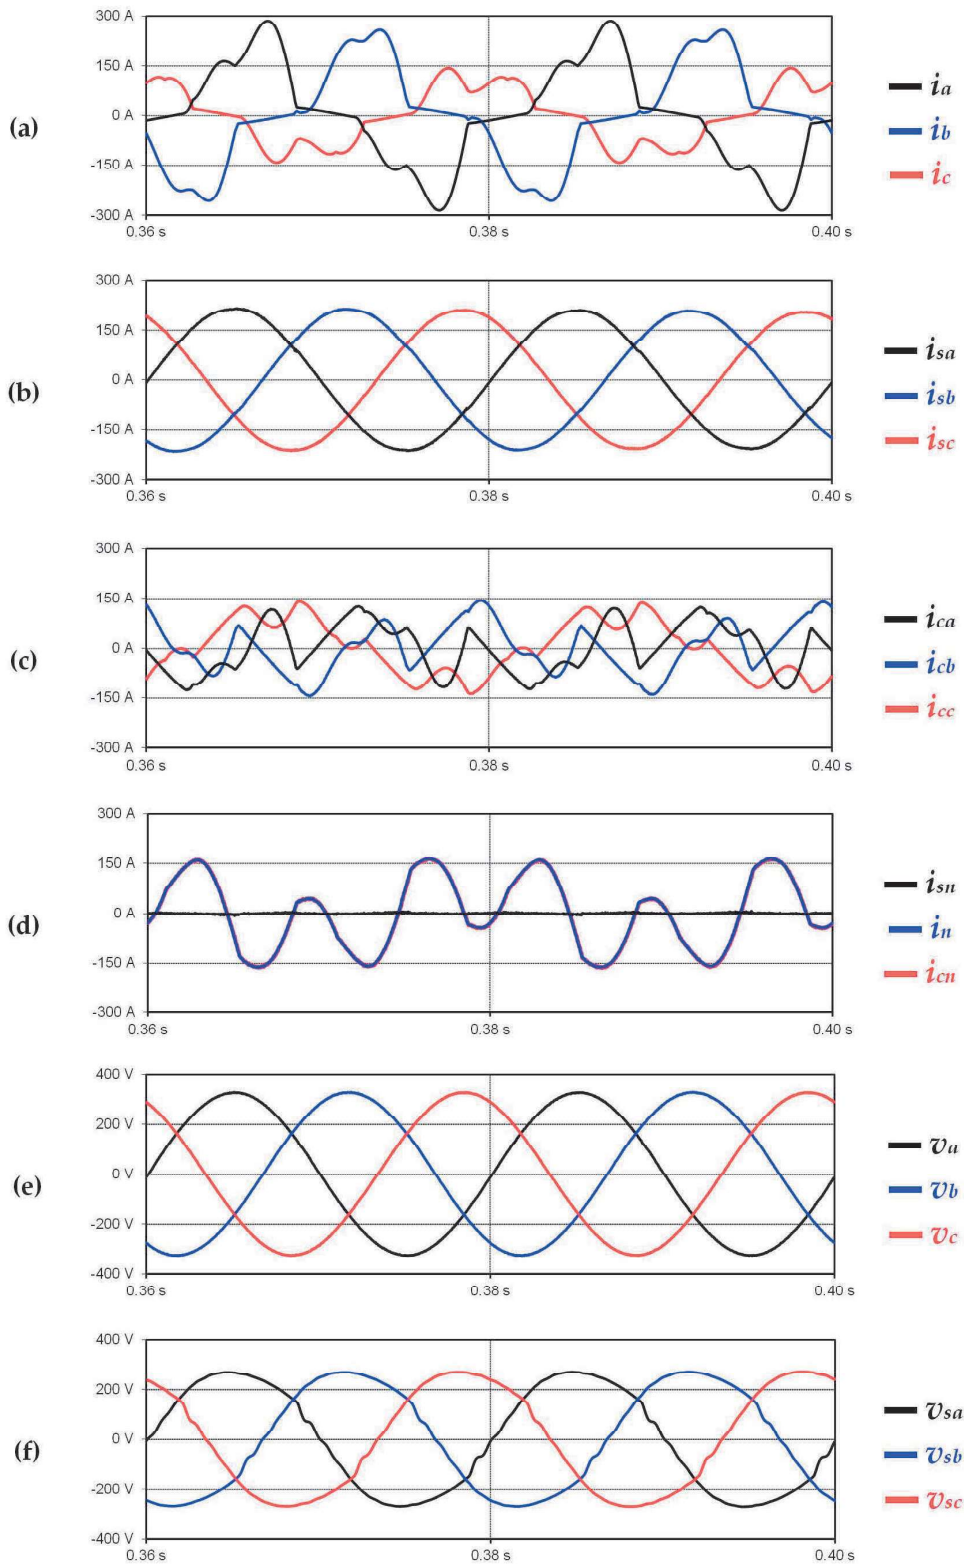 (a)
300 A
150 A
0 A
-150 A
-300 A
0.36 s
0.38 s
0.40 s
ia
ib
ic
(b)
300 A
150 A
0 A
-150 A
-300 A
0.36 s
0.38 s
0.40 s
isa
isb
isc
(c)
300 A
150 A
0 A
-150 A
-300 A
0.36 s
0.38 s
0.40 s
ica
icb
icc
(d)
300 A
150 A
0 A
-150 A
-300 A
0.36 s
0.38 s
0.40 s
isn
in
icn
(e)
400 V
200 V
0 V
-200 V
-400 V
0.36 s
0.38 s
0.40 s
va
vb
vc
(f)
400 V
200 V
0 V
-200 V
-400 V
0.36 s
0.38 s
0.40 s
vsa
vsb
vsc